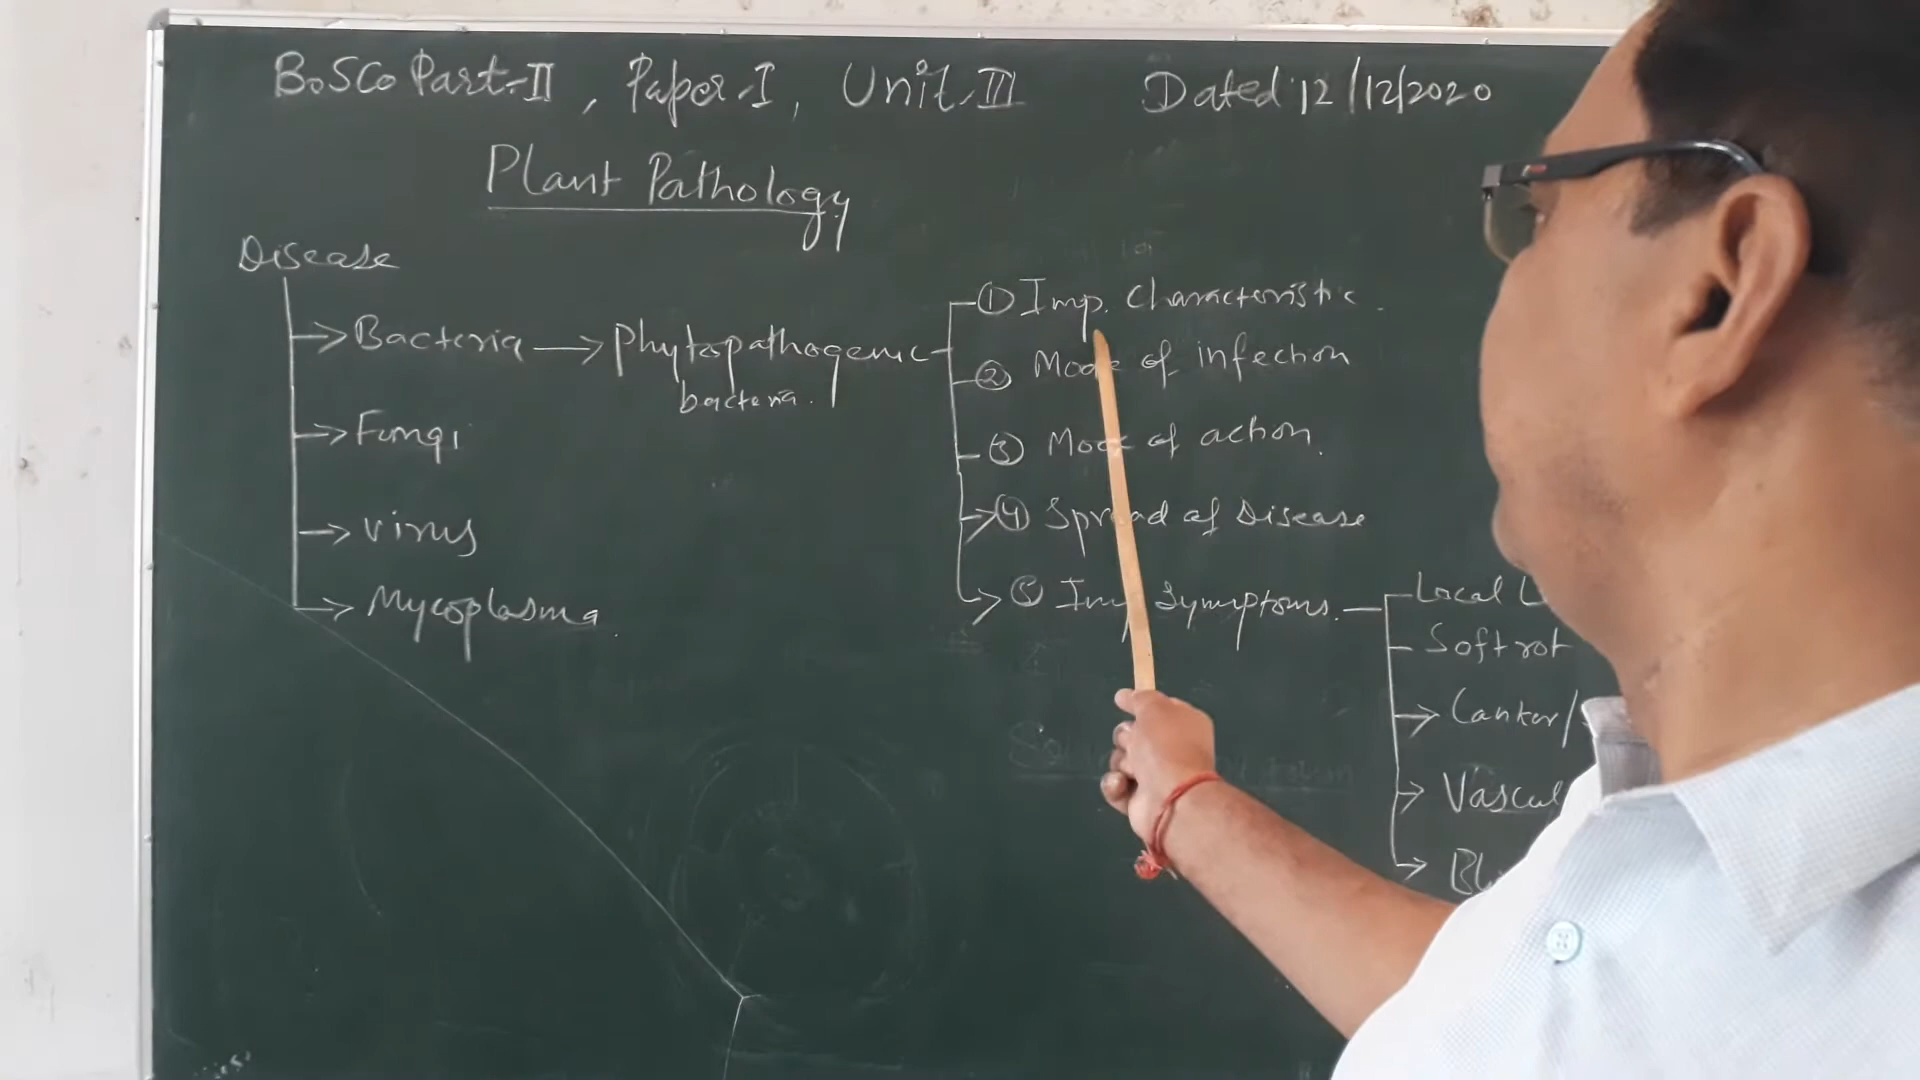 B.Sc. Part-II, Paper-I, Unit-III Dated 12/12/2020
Plant Pathology
Disease
Bacteria → Phytopathogenic
bacteria.
Fungi
virus
Mycoplasma.
① Imp. Characteristic.
② Mode of infection
③ Mode of action.
④ Spread of Disease
⑤ Imp Symptoms.
Local
Soft rot
Canker/
Vascul
Bl